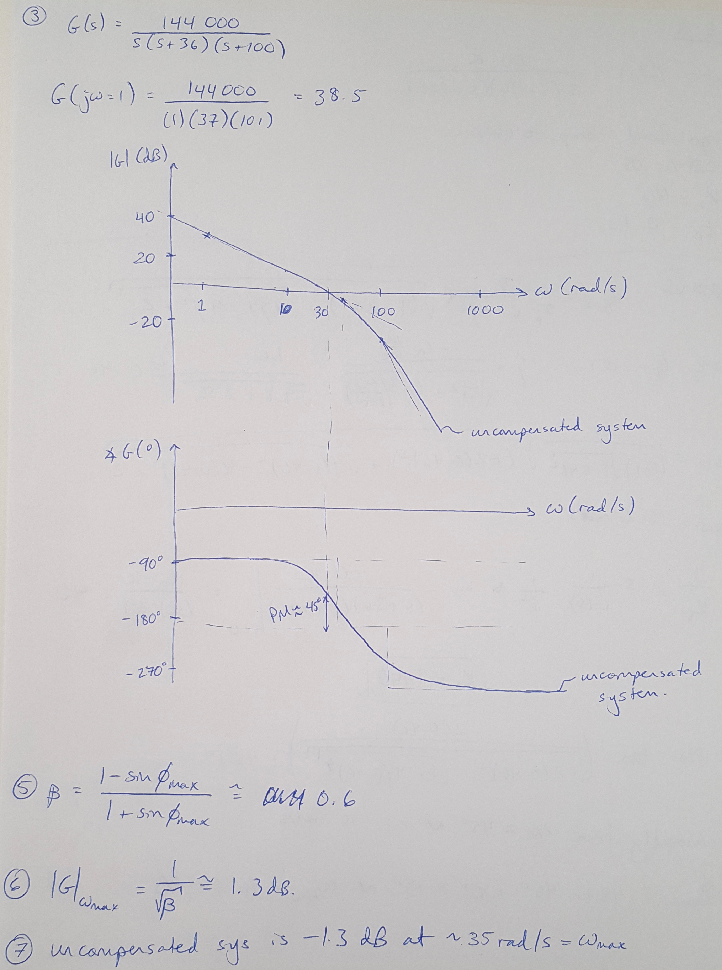 ③ G(s) = 144 000 / s(s+36)(s+100)
G(jω=1) = 144 000 / (1)(37)(101) = 38.5
|G| (dB)
40
20
-20
1 10 30 100 1000
ω (rad/s)
uncompensated system
∡G(°)
ω (rad/s)
-90°
-180°
-270°
PM ≈ 45°
uncompensated
system.
⑤ β = 1 - sin ϕmax / 1 + sin ϕmax ≅ 0.6
⑥ |G|ωmax = 1/√β ≅ 1.3 dB.
⑦ uncompensated sys is -1.3 dB at ~35 rad/s = ωmax